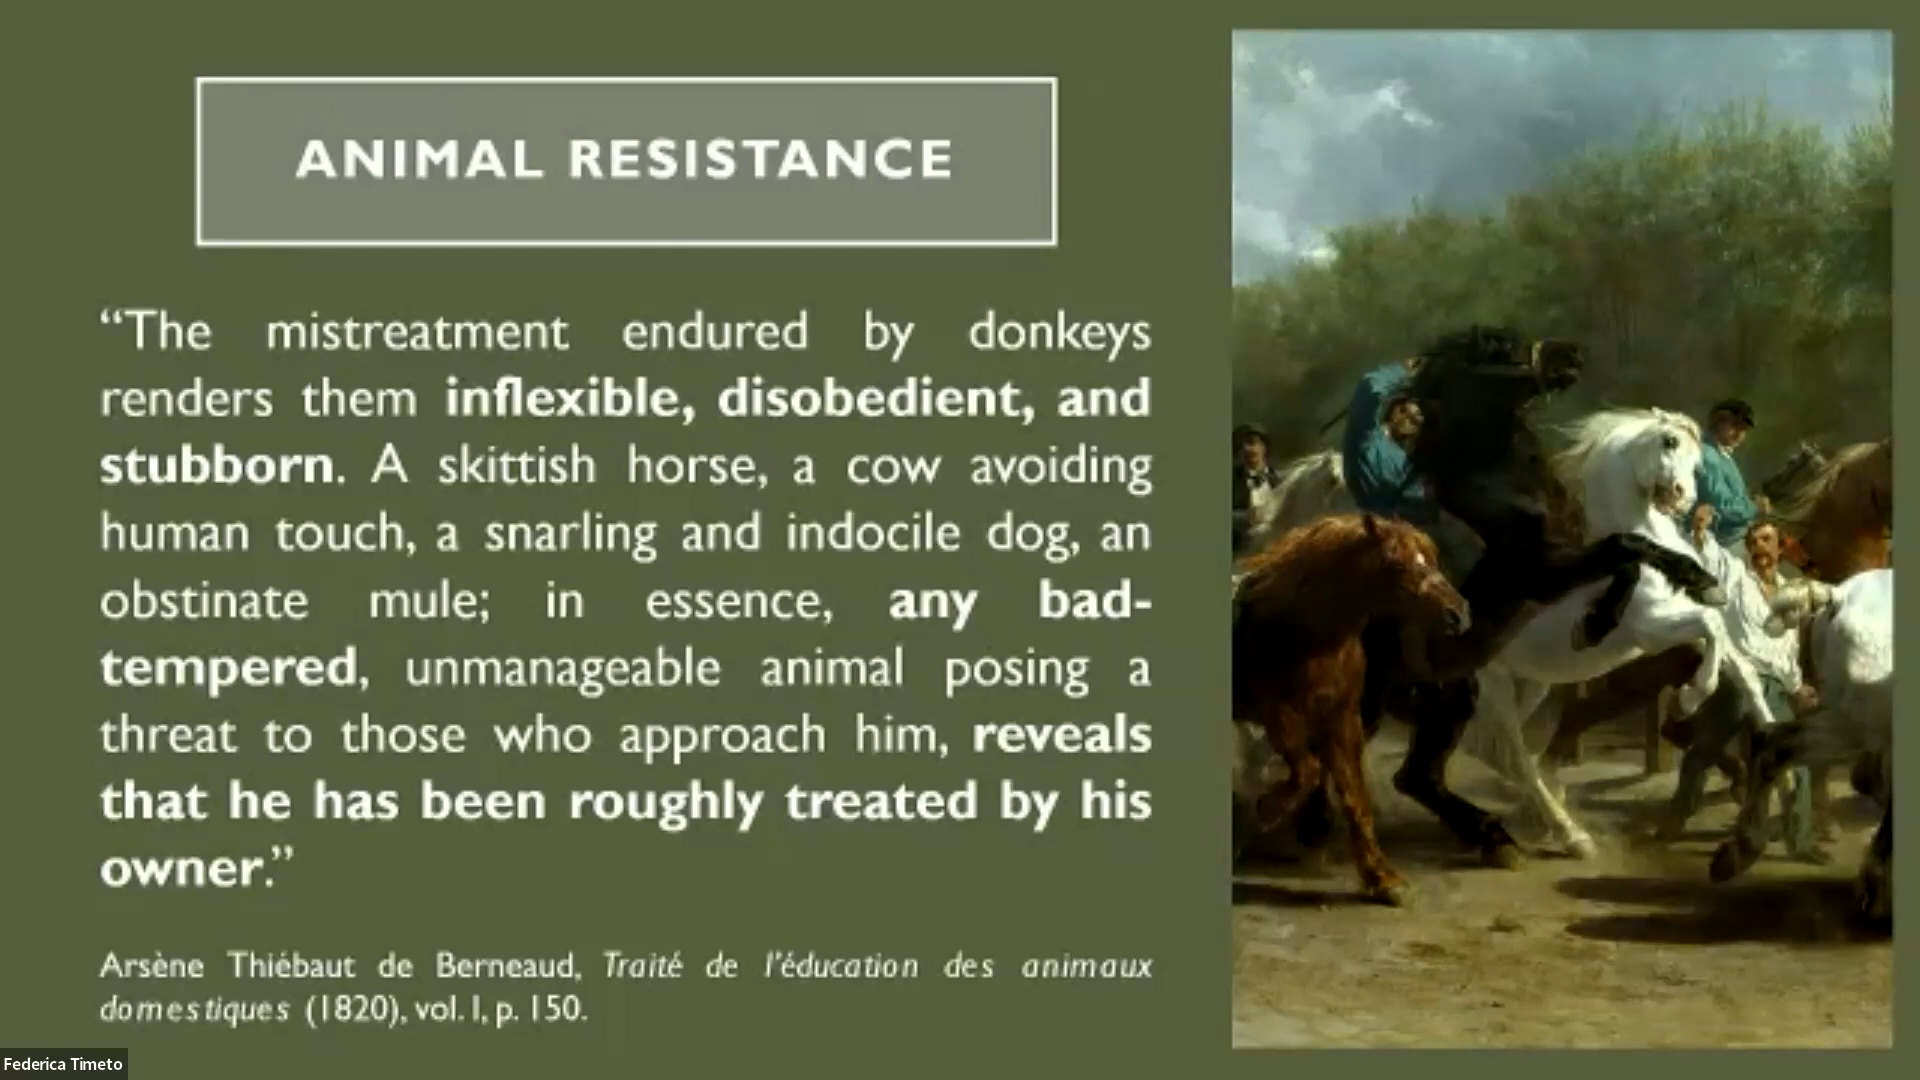 ANIMAL RESISTANCE
“The mistreatment endured by donkeys
renders them inflexible, disobedient, and
stubborn. A skittish horse, a cow avoiding
human touch, a snarling and indocile dog, an
obstinate mule; in essence, any bad-
tempered, unmanageable animal posing a
threat to those who approach him, reveals
that he has been roughly treated by his
owner.”
Arsène Thiébaut de Berneaud, Traité de l’éducation des animaux
domestiques (1820), vol. I, p. 150.
Federica Timeto